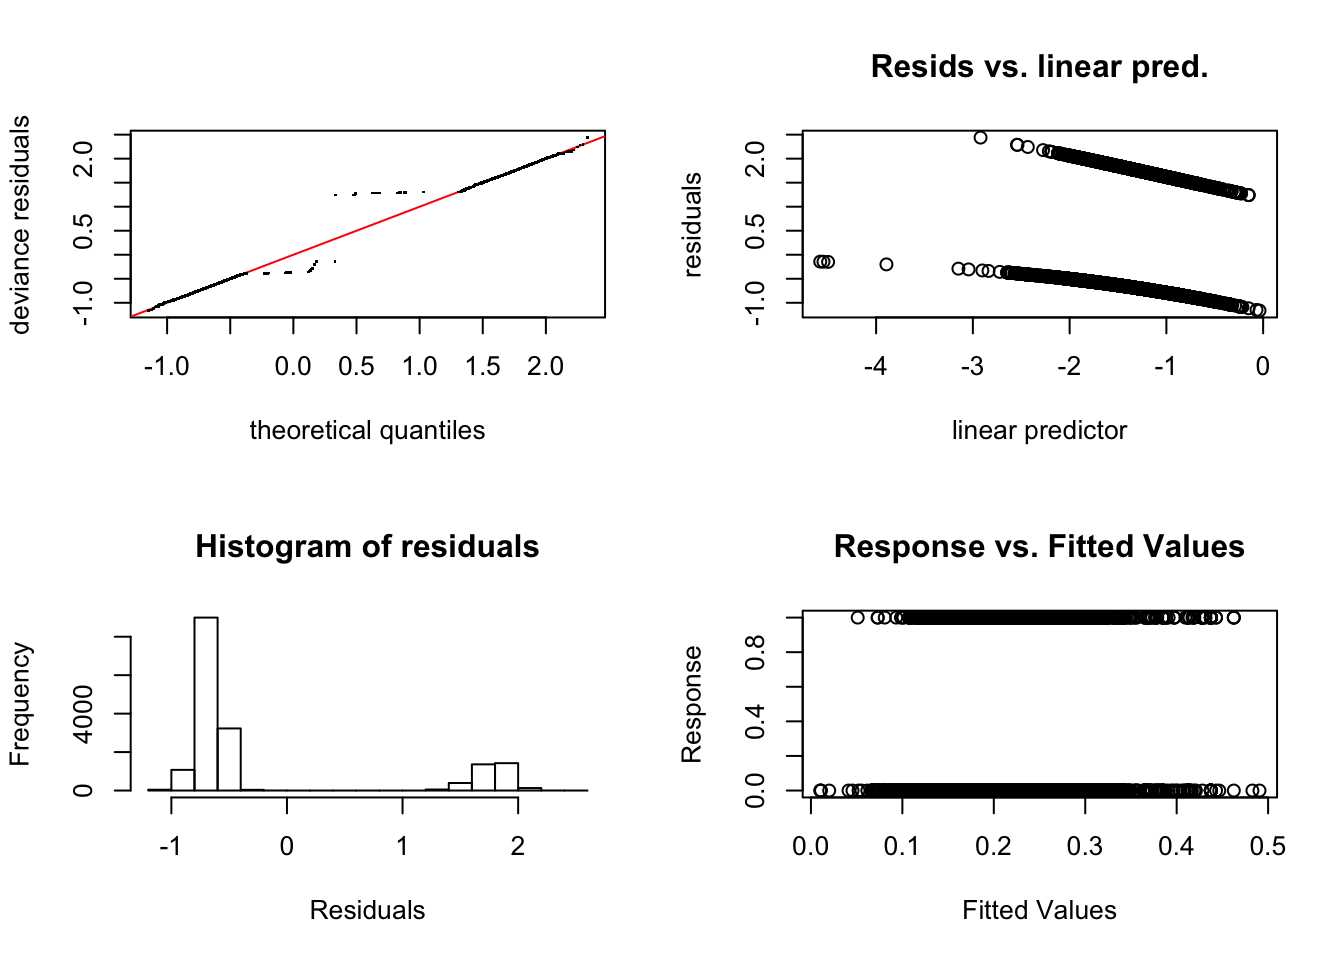 deviance residuals
2.0
0.5
-1.0
-1.0 0.0 0.5 1.0 1.5 2.0
theoretical quantiles
Resids vs. linear pred.
residuals
2.0
0.5
-1.0
-4 -3 -2 -1 0
linear predictor
Histogram of residuals
Frequency
4000
0
-1 0 1 2
Residuals
Response vs. Fitted Values
Response
0.8
0.4
0.0
0.0 0.1 0.2 0.3 0.4 0.5
Fitted Values